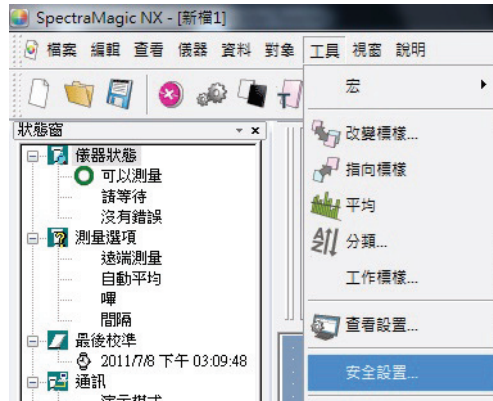 SpectraMagic NX - [新檔1]
檔案 編輯 查看 儀器 資料 對象 工具 視窗 說明
宏
狀態窗
改變標樣...
指向標樣
平均
分類...
工作標樣...
查看設置...
安全設置...
儀器狀態
可以測量
請等待
沒有錯誤
測量選項
遠端測量
自動平均
嗶
間隔
最後校準
2011/7/8 下午 03:09:48
通訊
演示模式